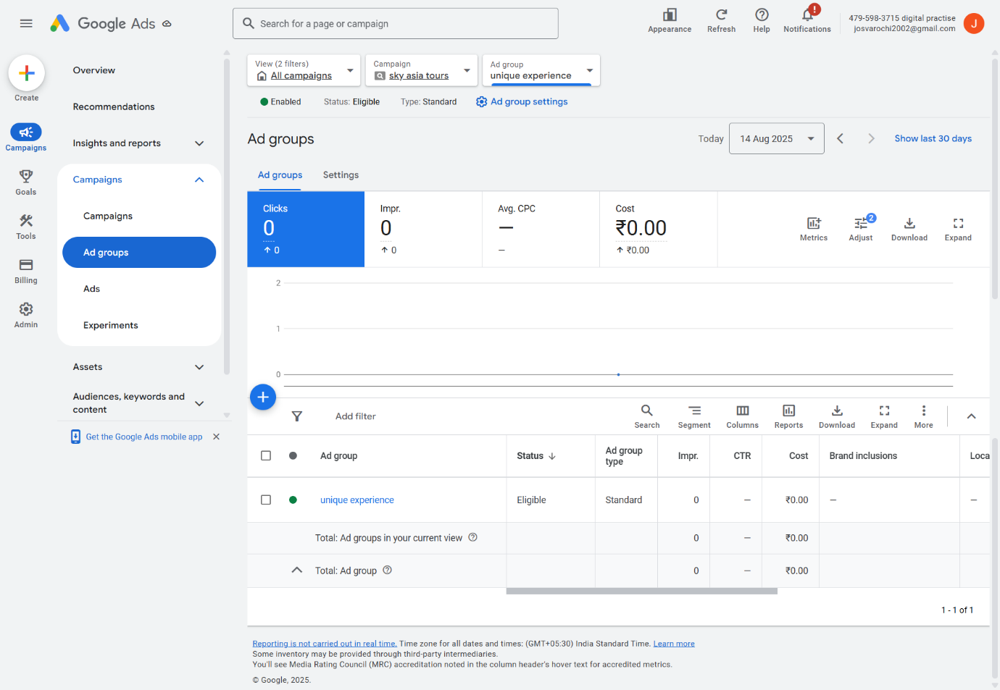 Google Ads
Search for a page or campaign
Appearance
Refresh
Help
!
Notifications
479-598-3715 digital practise
josvarochi2002@gmail.com
J
Create
Campaigns
Goals
Tools
Billing
Admin
Overview
Recommendations
Insights and reports
Campaigns
Campaigns
Ad groups
Ads
Experiments
Assets
Audiences, keywords and
content
Get the Google Ads mobile app
View (2 filters)
All campaigns
Campaign
sky asia tours
Ad group
unique experience
Enabled
Status: Eligible
Type: Standard
Ad group settings
Ad groups
Today
14 Aug 2025
Show last 30 days
Ad groups
Settings
Clicks
0
0
Impr.
0
0
Avg. CPC
—
—
Cost
₹0.00
₹0.00
Metrics
2
Adjust
Download
Expand
2
1
0
Add filter
Search
Segment
Columns
Reports
Download
Expand
More
Ad group
Status
Ad group
type
Impr.
CTR
Cost
Brand inclusions
Loca
unique experience
Eligible
Standard
0
—
₹0.00
—
—
Total: Ad groups in your current view
0
—
₹0.00
Total: Ad group
0
—
₹0.00
1 - 1 of 1
Reporting is not carried out in real time. Time zone for all dates and times: (GMT+05:30) India Standard Time. Learn more
Some inventory may be provided through third-party intermediaries.
You'll see Media Rating Council (MRC) accreditation noted in the column header's hover text for accredited metrics.
© Google, 2025.